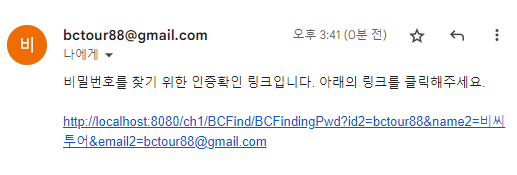 비
bctour88@gmail.com
오후 3:41 (0분 전)
나에게
비밀번호를 찾기 위한 인증확인 링크입니다. 아래의 링크를 클릭해주세요.
http://localhost:8080/ch1/BCFind/BCFindingPwd?id2=bctour88&name2=비씨
투어&email2=bctour88@gmail.com